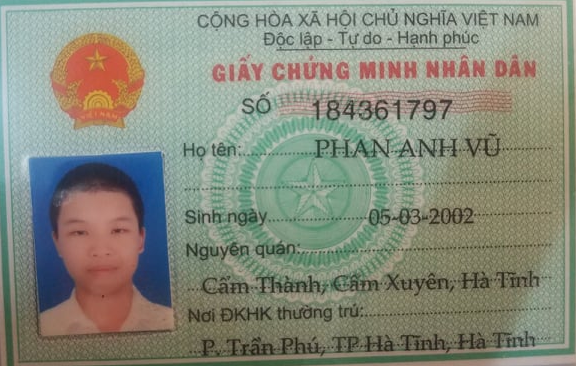 CỘNG HÒA XÃ HỘI CHỦ NGHĨA VIỆT NAM
Độc lập - Tự do - Hạnh phúc
GIẤY CHỨNG MINH NHÂN DÂN
SỐ 184361797
Họ tên: PHAN ANH VŨ
Sinh ngày 05-03-2002
Nguyên quán:
Cẩm Thành, Cẩm Xuyên, Hà Tĩnh
Nơi ĐKHK thường trú:
P. Trần Phú, TP Hà Tĩnh, Hà Tĩnh
VIỆT NAM